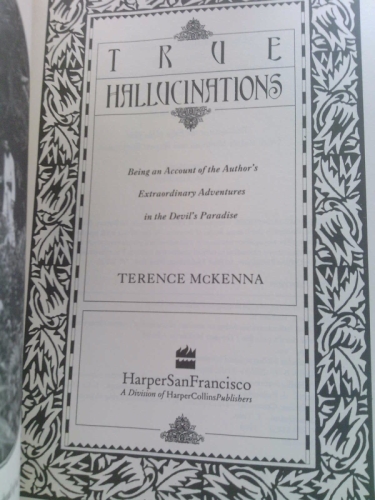 TRUE
HALLUCINATIONS
Being an Account of the Author's
Extraordinary Adventures
in the Devil's Paradise
TERENCE McKENNA
HarperSanFrancisco
A Division of HarperCollinsPublishers